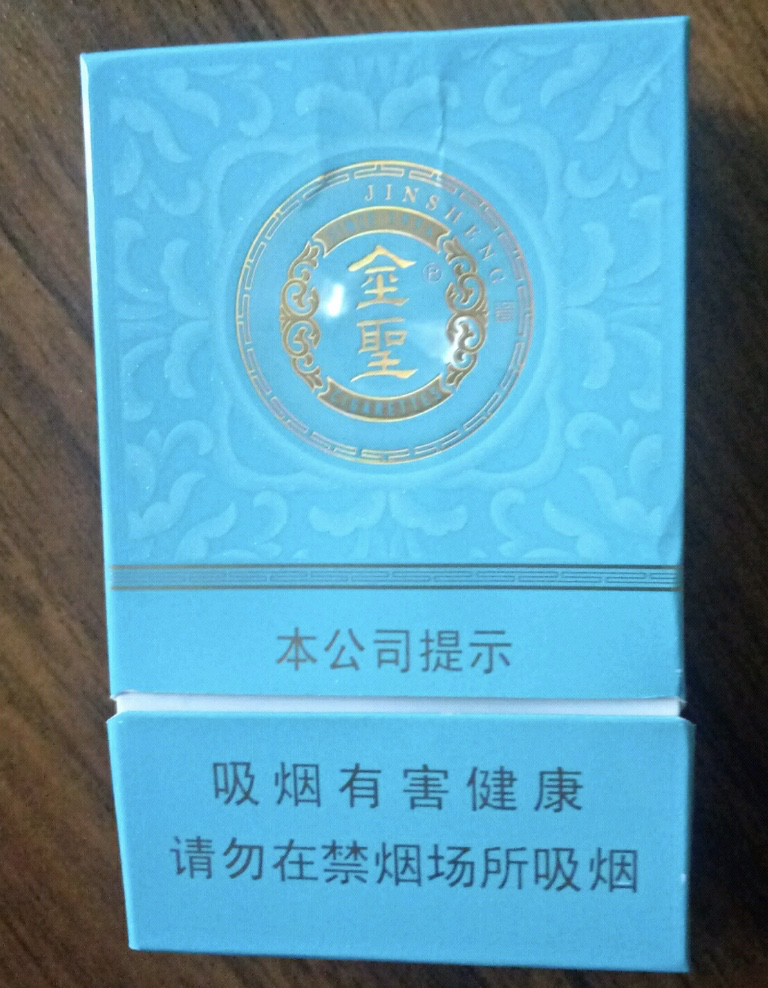 JINSHENG
金
聖
本公司提示
吸烟有害健康
请勿在禁烟场所吸烟